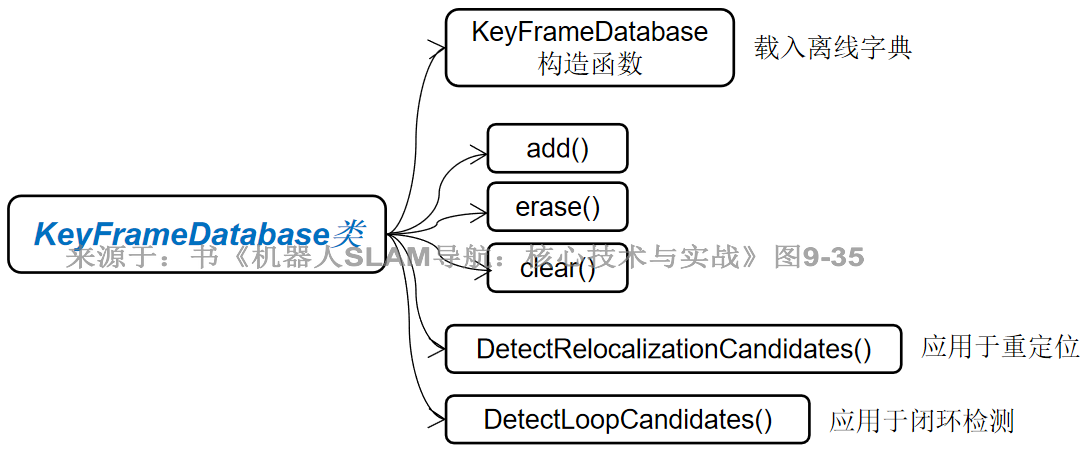 KeyFrameDatabase
构造函数
载入离线字典
add()
erase()
KeyFrameDatabase类
来源于：书《机器人SLAM导航：核心技术与实战》图9-35
clear()
DetectRelocalizationCandidates()
应用于重定位
DetectLoopCandidates()
应用于闭环检测